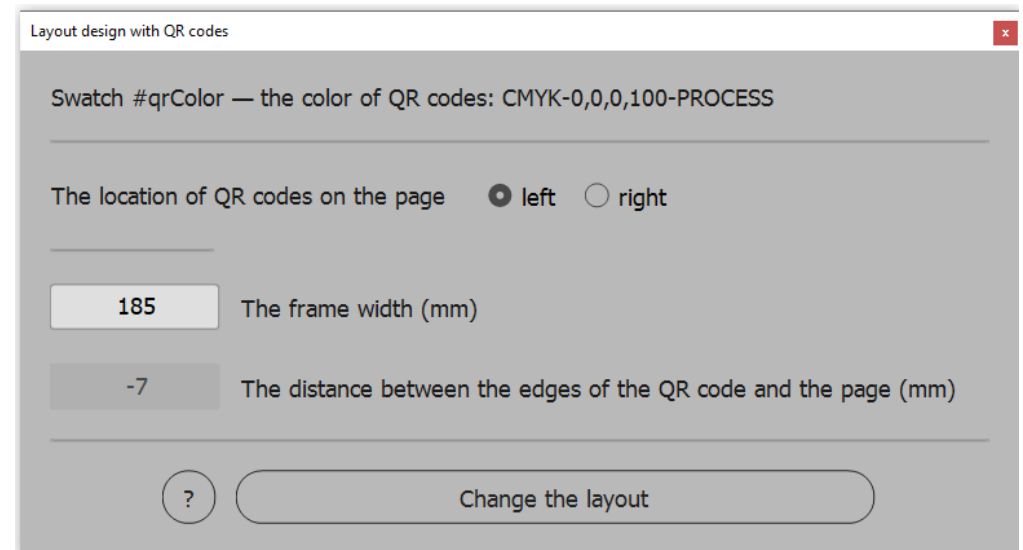 Layout design with QR codes
x
Swatch #qrColor — the color of QR codes: CMYK-0,0,0,100-PROCESS
The location of QR codes on the page left right
185 The frame width (mm)
-7 The distance between the edges of the QR code and the page (mm)
? Change the layout